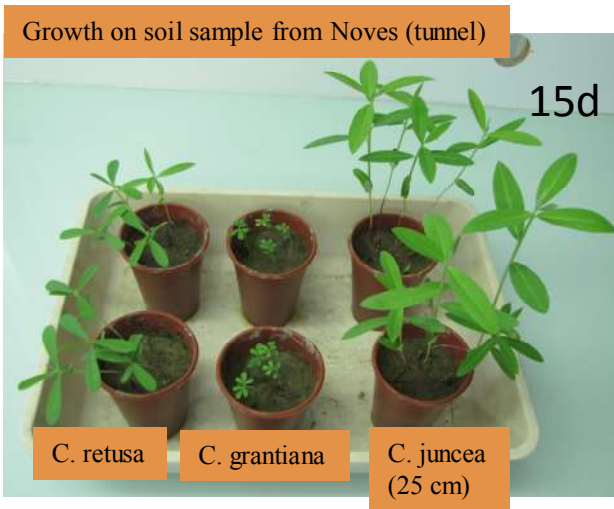 Growth on soil sample from Noves (tunnel)
15d
C. retusa
C. grantiana
C. juncea
(25 cm)